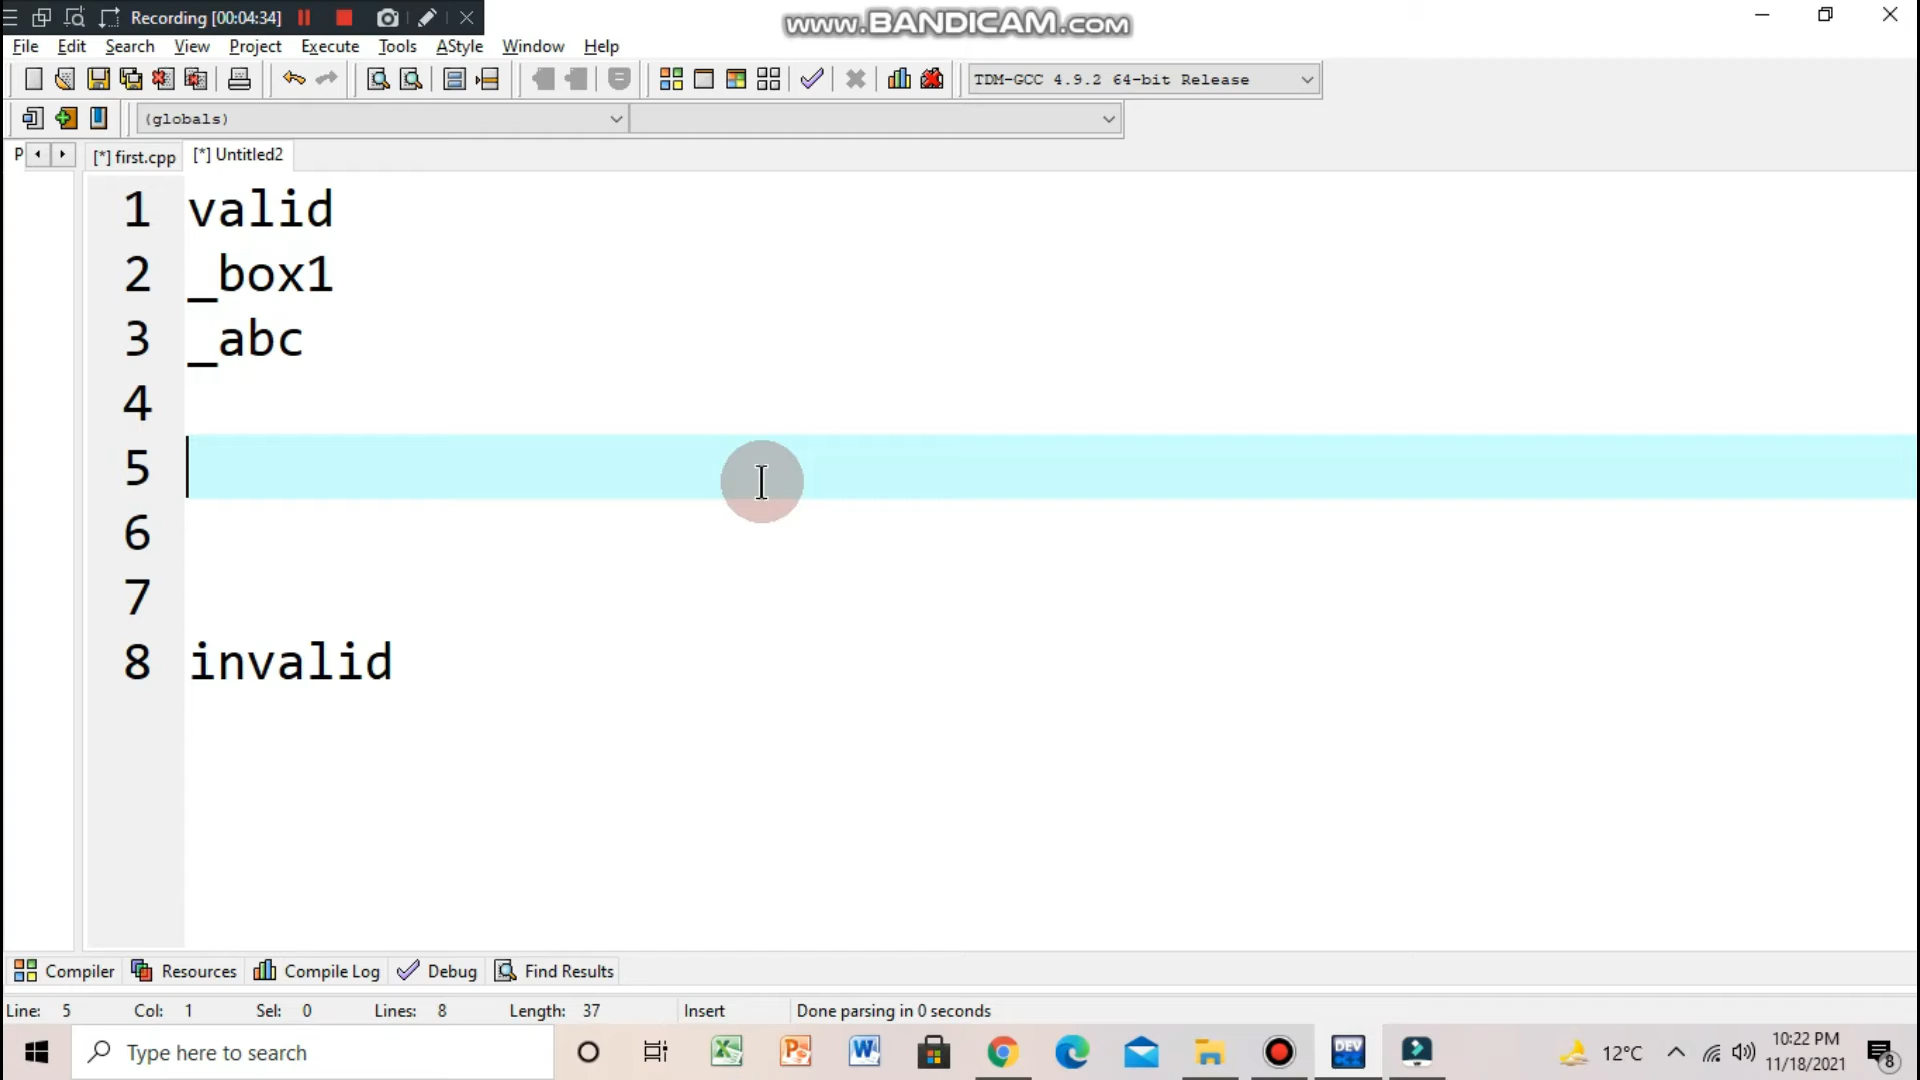 Recording [00:04:34]
www.BANDICAM.com
File Edit Search View Project Execute Tools AStyle Window Help
TDM-GCC 4.9.2 64-bit Release
(globals)
P [*] first.cpp [*] Untitled2
1 valid
2 _box1
3 _abc
4
5
6
7
8 invalid
Compiler Resources Compile Log Debug Find Results
Line: 5 Col: 1 Sel: 0 Lines: 8 Length: 37 Insert Done parsing in 0 seconds
Type here to search
DEV
12°C
10:22 PM
11/18/2021
8